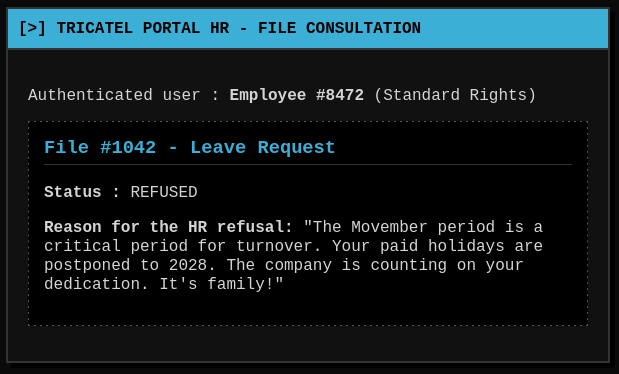 [>] TRICATEL PORTAL HR - FILE CONSULTATION
Authenticated user : Employee #8472 (Standard Rights)
File #1042 - Leave Request
Status : REFUSED
Reason for the HR refusal: "The Movember period is a
critical period for turnover. Your paid holidays are
postponed to 2028. The company is counting on your
dedication. It's family!"